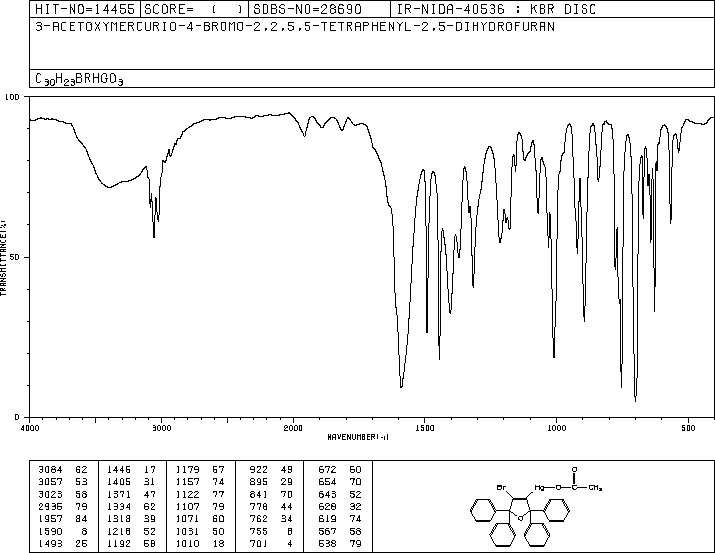 HIT-NO=14455 SCORE= ( ) SDBS-NO=28690 IR-NIDA-40536 : KBR DISC
3-ACETOXYMERCURIO-4-BROMO-2,2,5,5-TETRAPHENYL-2,5-DIHYDROFURAN
C30H23BRHGO3
100
50
0
TRANSMITTANCE(%)
4000 3000 2000 1500 1000 500
WAVENUMBER(-1)
3084 62 1446 17 1179 57 922 49 672 60
3057 53 1405 31 1157 74 895 29 654 70
3023 58 1371 47 1122 77 841 70 643 52
2935 79 1334 62 1107 79 778 44 628 32
1957 84 1318 39 1071 60 762 34 619 74
1590 8 1218 52 1031 50 755 8 567 58
1493 25 1192 58 1010 18 701 4 538 79
O
Br Hg O C CH3
O